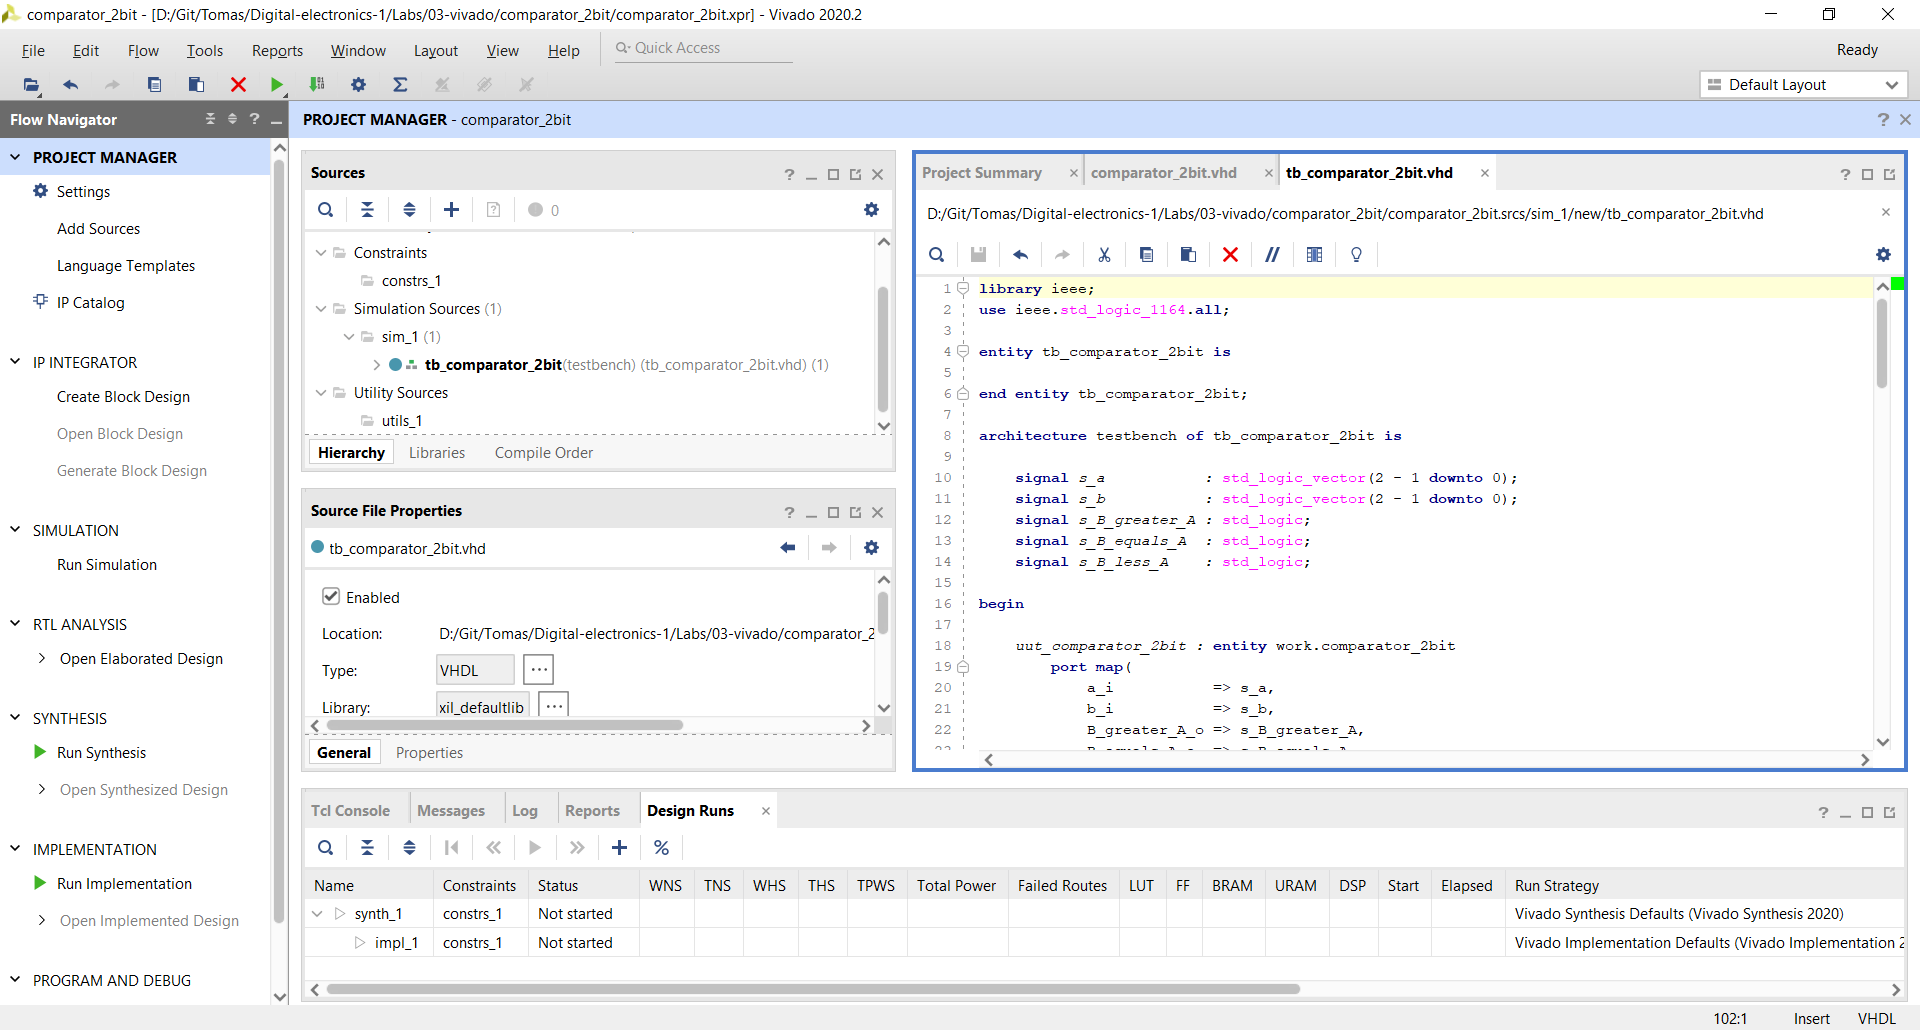 comparator_2bit - [D:/Git/Tomas/Digital-electronics-1/Labs/03-vivado/comparator_2bit/comparator_2bit.xpr] - Vivado 2020.2
File Edit Flow Tools Reports Window Layout View Help Quick Access Ready
Default Layout
Flow Navigator
PROJECT MANAGER
Settings
Add Sources
Language Templates
IP Catalog
IP INTEGRATOR
Create Block Design
Open Block Design
Generate Block Design
SIMULATION
Run Simulation
RTL ANALYSIS
Open Elaborated Design
SYNTHESIS
Run Synthesis
Open Synthesized Design
IMPLEMENTATION
Run Implementation
Open Implemented Design
PROGRAM AND DEBUG
PROJECT MANAGER - comparator_2bit
Sources
0
Constraints
constrs_1
Simulation Sources (1)
sim_1 (1)
tb_comparator_2bit(testbench) (tb_comparator_2bit.vhd) (1)
Utility Sources
utils_1
Hierarchy Libraries Compile Order
Source File Properties
tb_comparator_2bit.vhd
Enabled
Location: D:/Git/Tomas/Digital-electronics-1/Labs/03-vivado/comparator_2
Type: VHDL ...
Library: xil_defaultlib ...
General Properties
Project Summary comparator_2bit.vhd tb_comparator_2bit.vhd
D:/Git/Tomas/Digital-electronics-1/Labs/03-vivado/comparator_2bit/comparator_2bit.srcs/sim_1/new/tb_comparator_2bit.vhd
1 library ieee;
2 use ieee.std_logic_1164.all;
3
4 entity tb_comparator_2bit is
5
6 end entity tb_comparator_2bit;
7
8 architecture testbench of tb_comparator_2bit is
9
10 signal s_a : std_logic_vector(2 - 1 downto 0);
11 signal s_b : std_logic_vector(2 - 1 downto 0);
12 signal s_B_greater_A : std_logic;
13 signal s_B_equals_A : std_logic;
14 signal s_B_less_A : std_logic;
15
16 begin
17
18 uut_comparator_2bit : entity work.comparator_2bit
19 port map(
20 a_i => s_a,
21 b_i => s_b,
22 B_greater_A_o => s_B_greater_A,
Tcl Console Messages Log Reports Design Runs
Name Constraints Status WNS TNS WHS THS TPWS Total Power Failed Routes LUT FF BRAM URAM DSP Start Elapsed Run Strategy
synth_1 constrs_1 Not started Vivado Synthesis Defaults (Vivado Synthesis 2020)
impl_1 constrs_1 Not started Vivado Implementation Defaults (Vivado Implementation 2
102:1 Insert VHDL